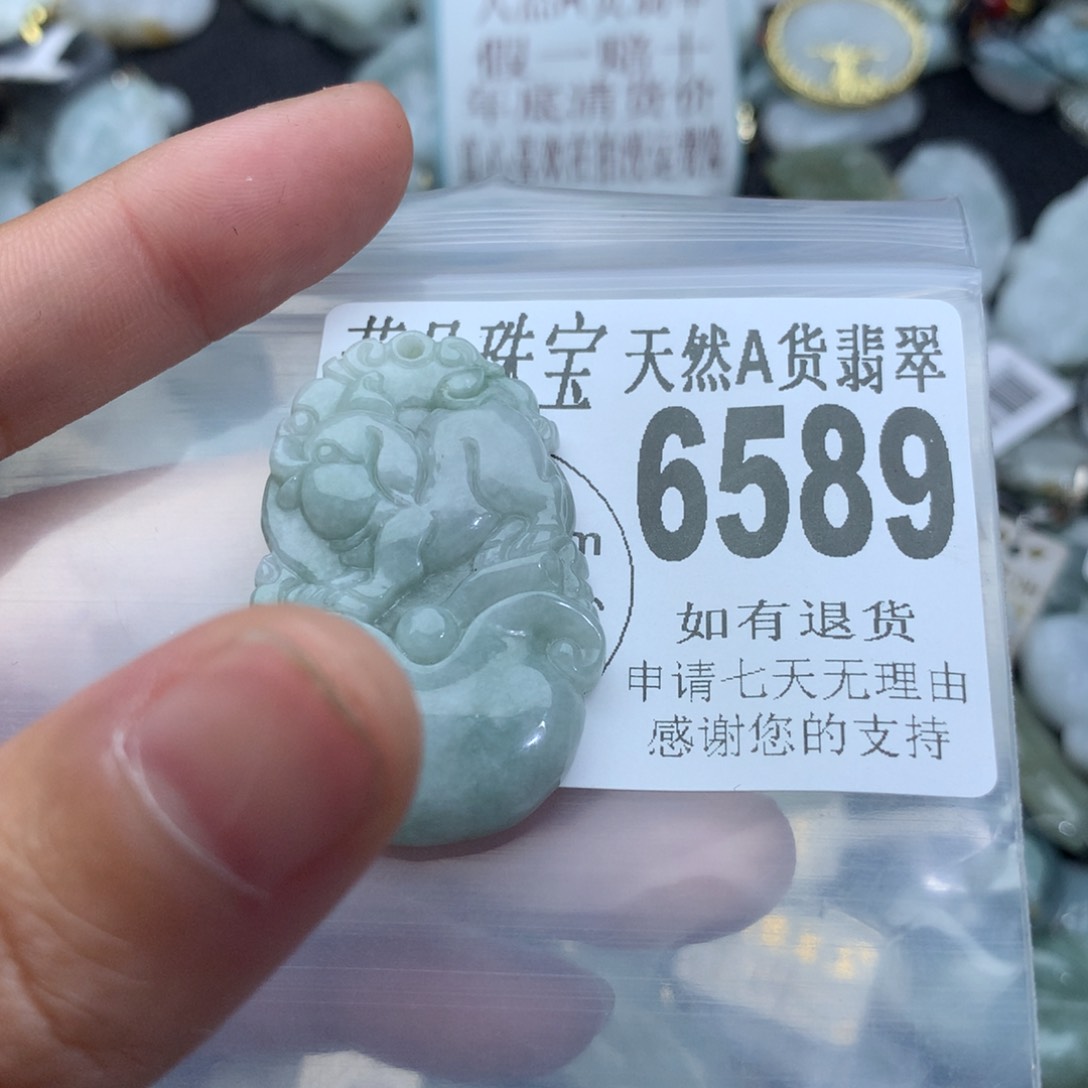 假一赔十
年底清货价
珠宝 天然A货翡翠
6589
m
如有退货
申请七天无理由
感谢您的支持